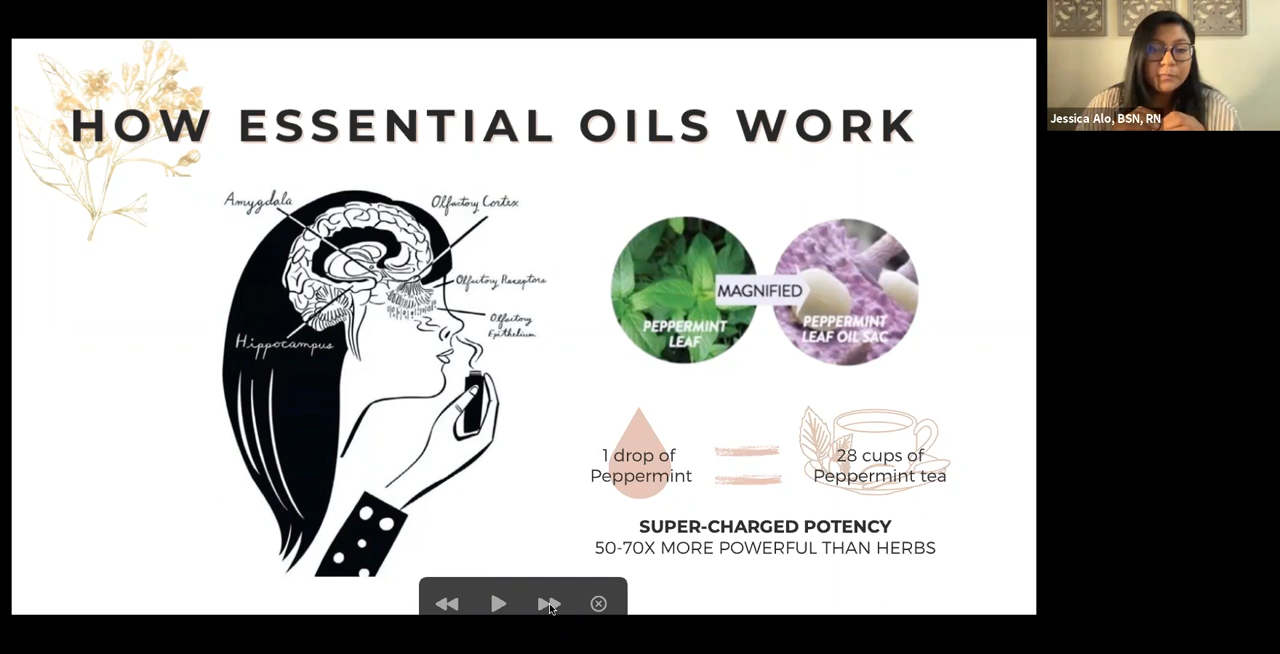 HOW ESSENTIAL OILS WORK
Amygdala
Olfactory Cortex
Olfactory Receptors
Olfactory
Epithelium
Hippocampus
MAGNIFIED
PEPPERMINT
LEAF
PEPPERMINT
LEAF OIL SAC
1 drop of
Peppermint
28 cups of
Peppermint tea
SUPER-CHARGED POTENCY
50-70X MORE POWERFUL THAN HERBS
Jessica Alo, BSN, RN